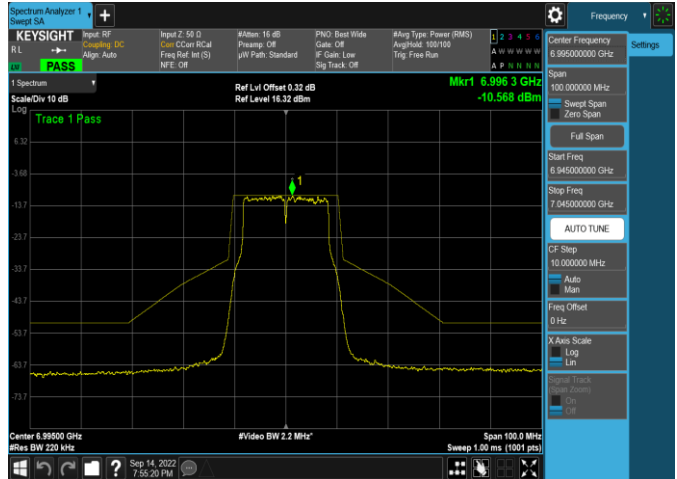 Spectrum Analyzer 1
Swept SA
Frequency
KEYSIGHT
Input: RF
Input Z: 50 Ω
#Atten: 16 dB
PNO: Best Wide
#Avg Type: Power (RMS)
1 2 3 4 5 6
RL
Coupling: DC
Corr CCorr RCal
Preamp: Off
Gate: Off
Avg|Hold: 100/100
A W W W W W
Align: Auto
Freq Ref: Int (S)
µW Path: Standard
IF Gain: Low
Trig: Free Run
NFE: Off
Sig Track: Off
A P N N N N
PASS
1 Spectrum
Ref Lvl Offset 0.32 dB
Mkr1 6.996 3 GHz
Scale/Div 10 dB
Ref Level 16.32 dBm
-10.568 dBm
Log
Trace 1 Pass
1
6.32
-3.68
-13.7
-23.7
-33.7
-43.7
-53.7
-63.7
-73.7
Center 6.99500 GHz
#Video BW 2.2 MHz*
Span 100.0 MHz
#Res BW 220 kHz
Sweep 1.00 ms (1001 pts)
Sep 14, 2022
7:55:20 PM
Center Frequency
6.995000000 GHz
Settings
Span
100.000000 MHz
Swept Span
Zero Span
Full Span
Start Freq
6.945000000 GHz
Stop Freq
7.045000000 GHz
AUTO TUNE
CF Step
10.000000 MHz
Auto
Man
Freq Offset
0 Hz
X Axis Scale
Log
Lin
Signal Track
(Span Zoom)
On
Off